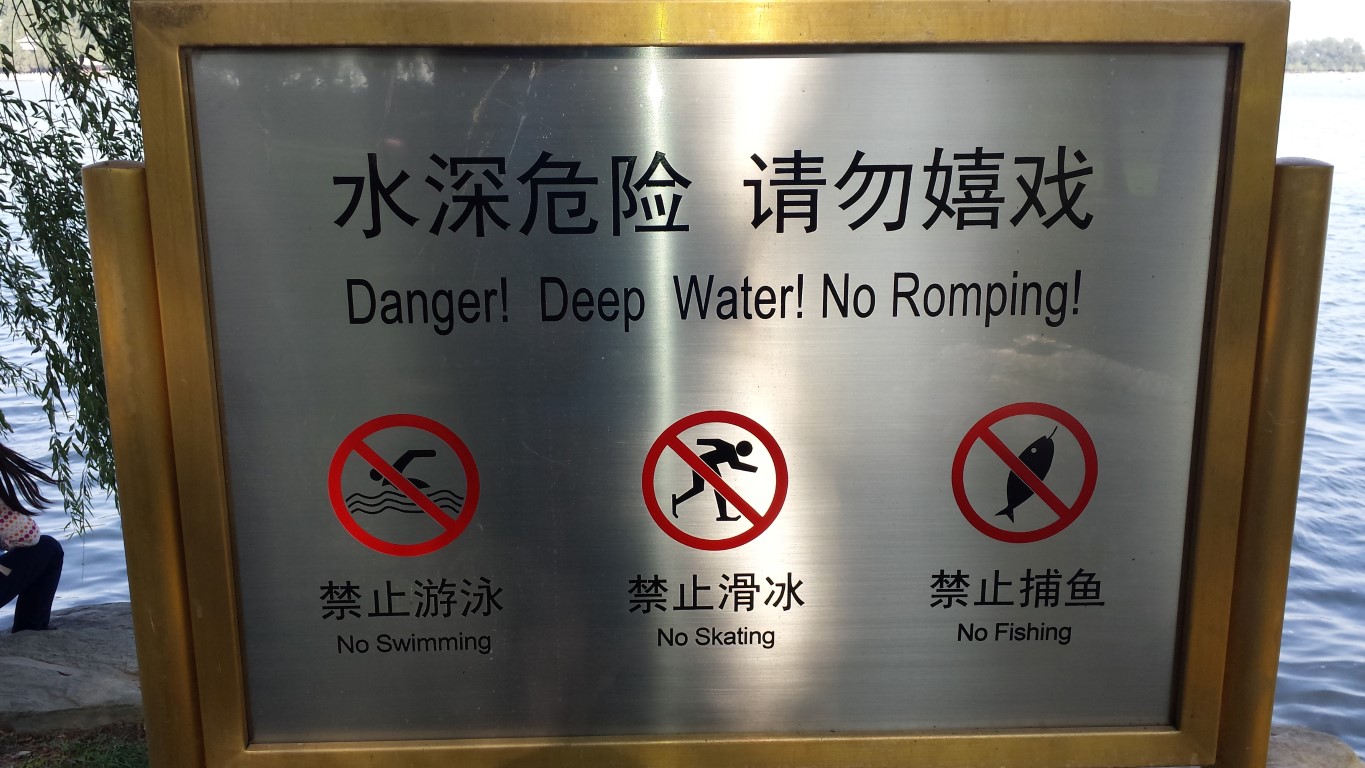 水深危险 请勿嬉戏
Danger! Deep Water! No Romping!
禁止游泳 禁止滑冰 禁止捕鱼
No Swimming No Skating No Fishing